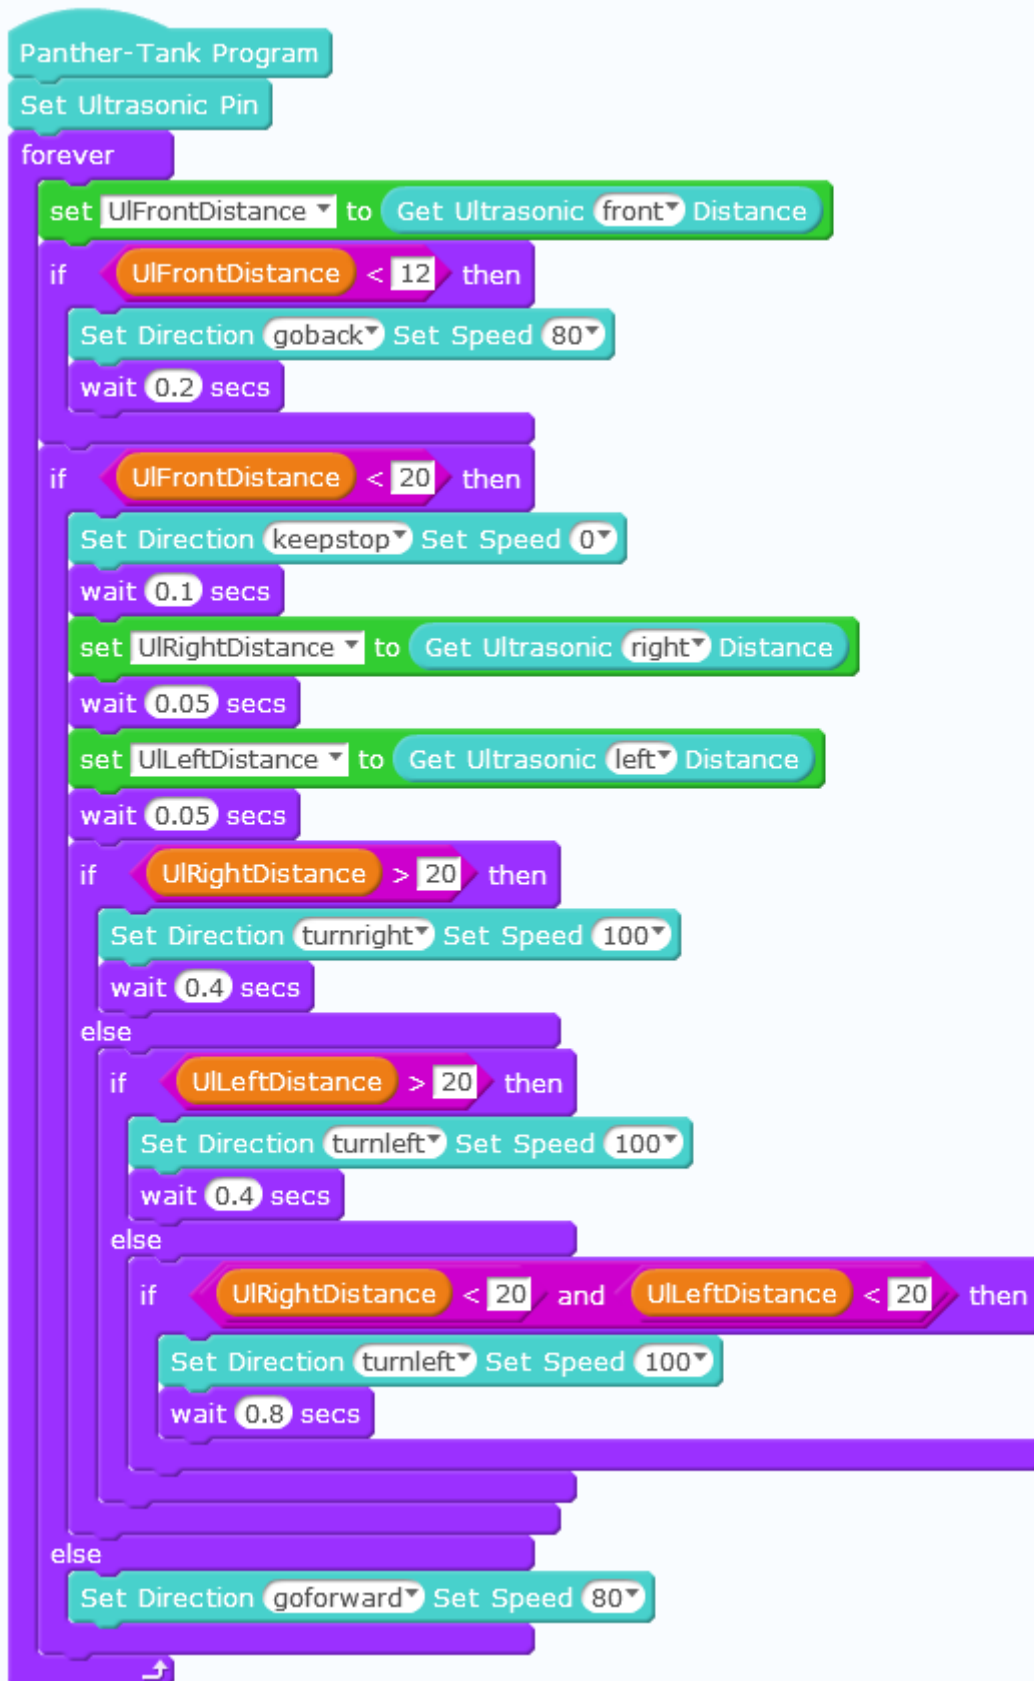 Panther-Tank Program
Set Ultrasonic Pin
forever
set UlFrontDistance to Get Ultrasonic front Distance
if UlFrontDistance < 12 then
Set Direction goback Set Speed 80
wait 0.2 secs
if UlFrontDistance < 20 then
Set Direction keepstop Set Speed 0
wait 0.1 secs
set UlRightDistance to Get Ultrasonic right Distance
wait 0.05 secs
set UlLeftDistance to Get Ultrasonic left Distance
wait 0.05 secs
if UlRightDistance > 20 then
Set Direction turnright Set Speed 100
wait 0.4 secs
else
if UlLeftDistance > 20 then
Set Direction turnleft Set Speed 100
wait 0.4 secs
else
if UlRightDistance < 20 and UlLeftDistance < 20 then
Set Direction turnleft Set Speed 100
wait 0.8 secs
else
Set Direction goforward Set Speed 80